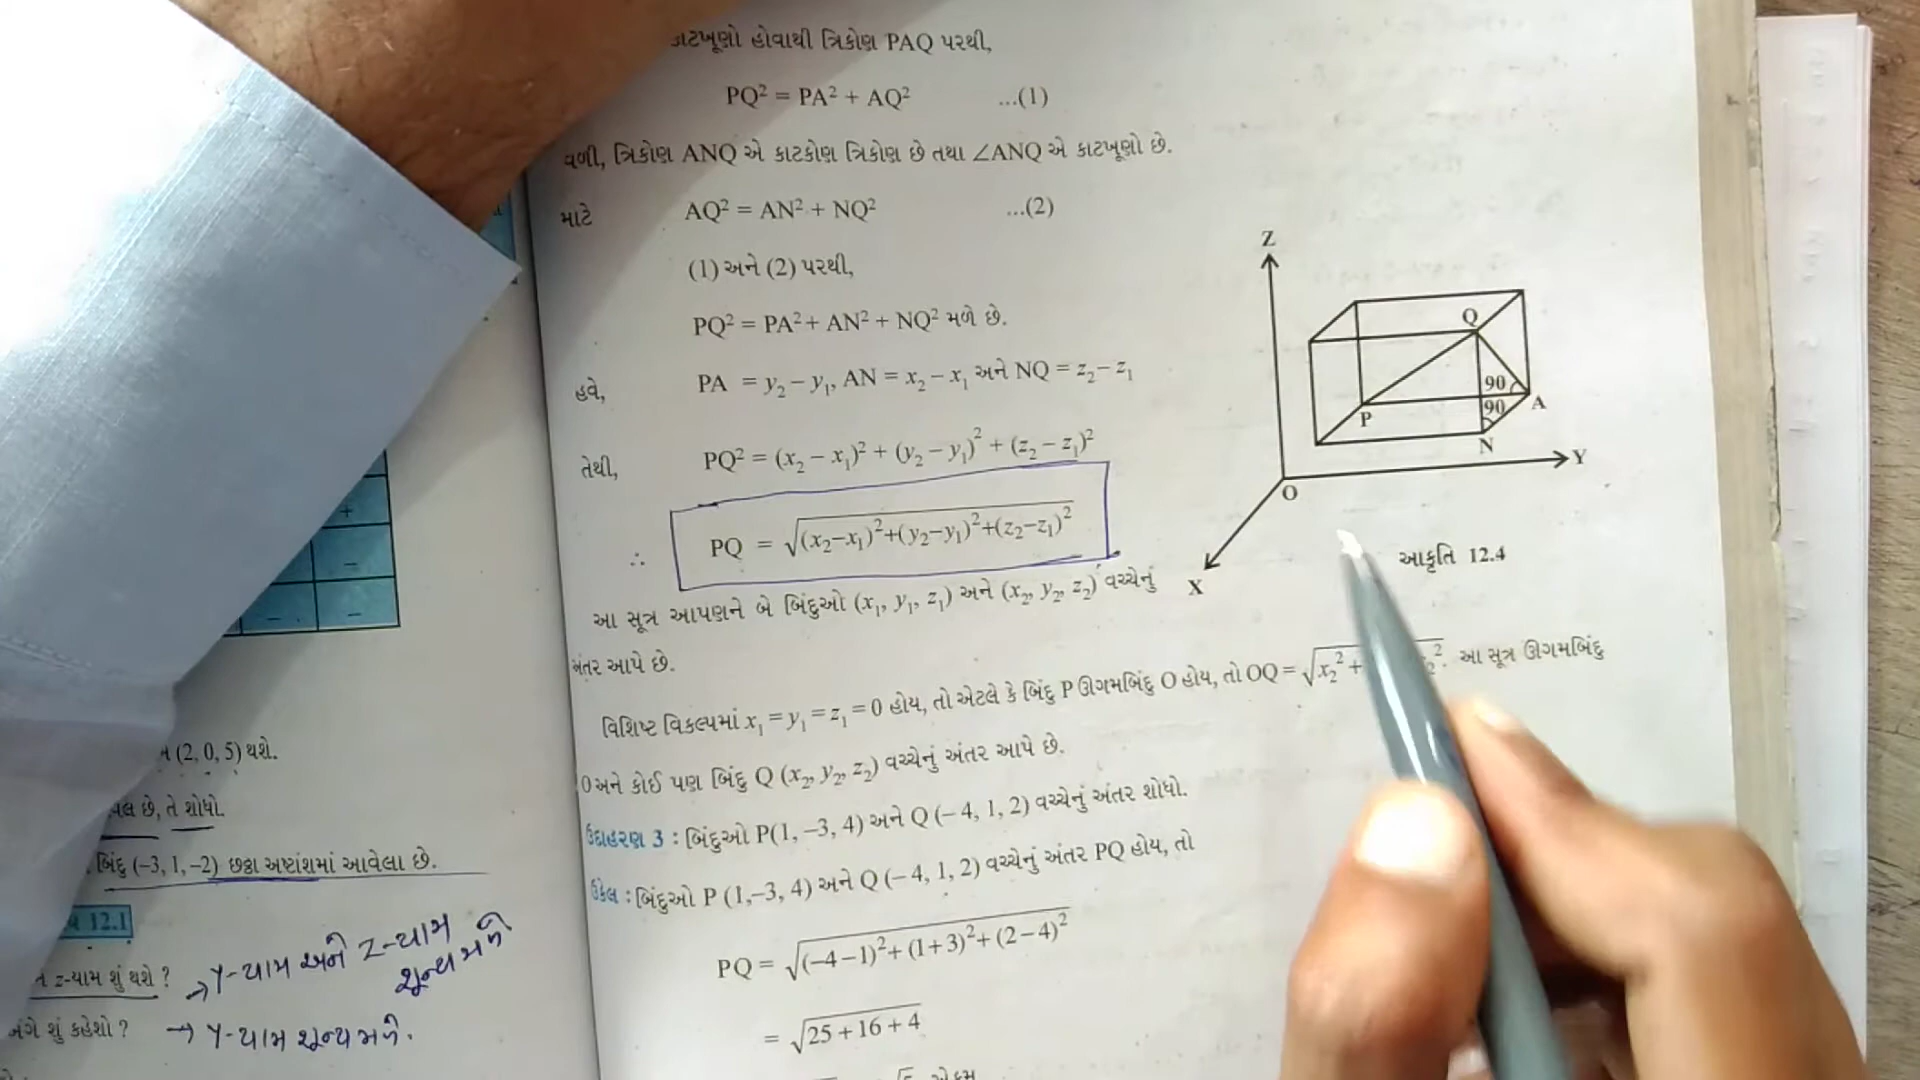 હોવાથી ત્રિકોણ PAQ પરથી,
PQ² = PA² + AQ² ...(1)
વળી, ત્રિકોણ ANQ એ કાટકોણ ત્રિકોણ છે તથા ∠ANQ એ કાટખૂણો છે.
માટે AQ² = AN² + NQ² ...(2)
(1) અને (2) પરથી,
PQ² = PA² + AN² + NQ² મળે છે.
હવે, PA = y₂ – y₁, AN = x₂ – x₁ અને NQ = z₂ – z₁
તેથી, PQ² = (x₂ – x₁)² + (y₂ – y₁)² + (z₂ – z₁)²
∴ PQ = √(x₂–x₁)²+(y₂–y₁)²+(z₂–z₁)²
આ સૂત્ર આપણને બે બિંદુઓ (x₁, y₁, z₁) અને (x₂, y₂, z₂) વચ્ચેનું
અંતર આપે છે.
વિશિષ્ટ વિકલ્પમાં x₁ = y₁ = z₁ = 0 હોય, તો એટલે કે બિંદુ P ઊગમબિંદુ O હોય, તો OQ = √x₂² + ₂². આ સૂત્ર ઊગમબિંદુ
O અને કોઈ પણ બિંદુ Q (x₂, y₂, z₂) વચ્ચેનું અંતર આપે છે.
ઉદાહરણ 3 : બિંદુઓ P(1, –3, 4) અને Q (– 4, 1, 2) વચ્ચેનું અંતર શોધો.
ઉકેલ : બિંદુઓ P (1,–3, 4) અને Q (– 4, 1, 2) વચ્ચેનું અંતર PQ હોય, તો
PQ = √(–4–1)²+ (1+3)²+ (2–4)²
= √25 +16 + 4
Z
Q
90
90
A
P
N
Y
O
X
આકૃતિ 12.4
+
–
– –
(2, 0, 5) થશે.
છે, તે શોધો.
બિંદુ (–3, 1, –2) છઠ્ઠા અષ્ટાંશમાં આવેલા છે.
12.1
z-યામ શું થશે ? → Y-યામ અને Z-યામ
શૂન્ય મળે
શું કહેશો ? → Y-યામ શૂન્ય મળે.